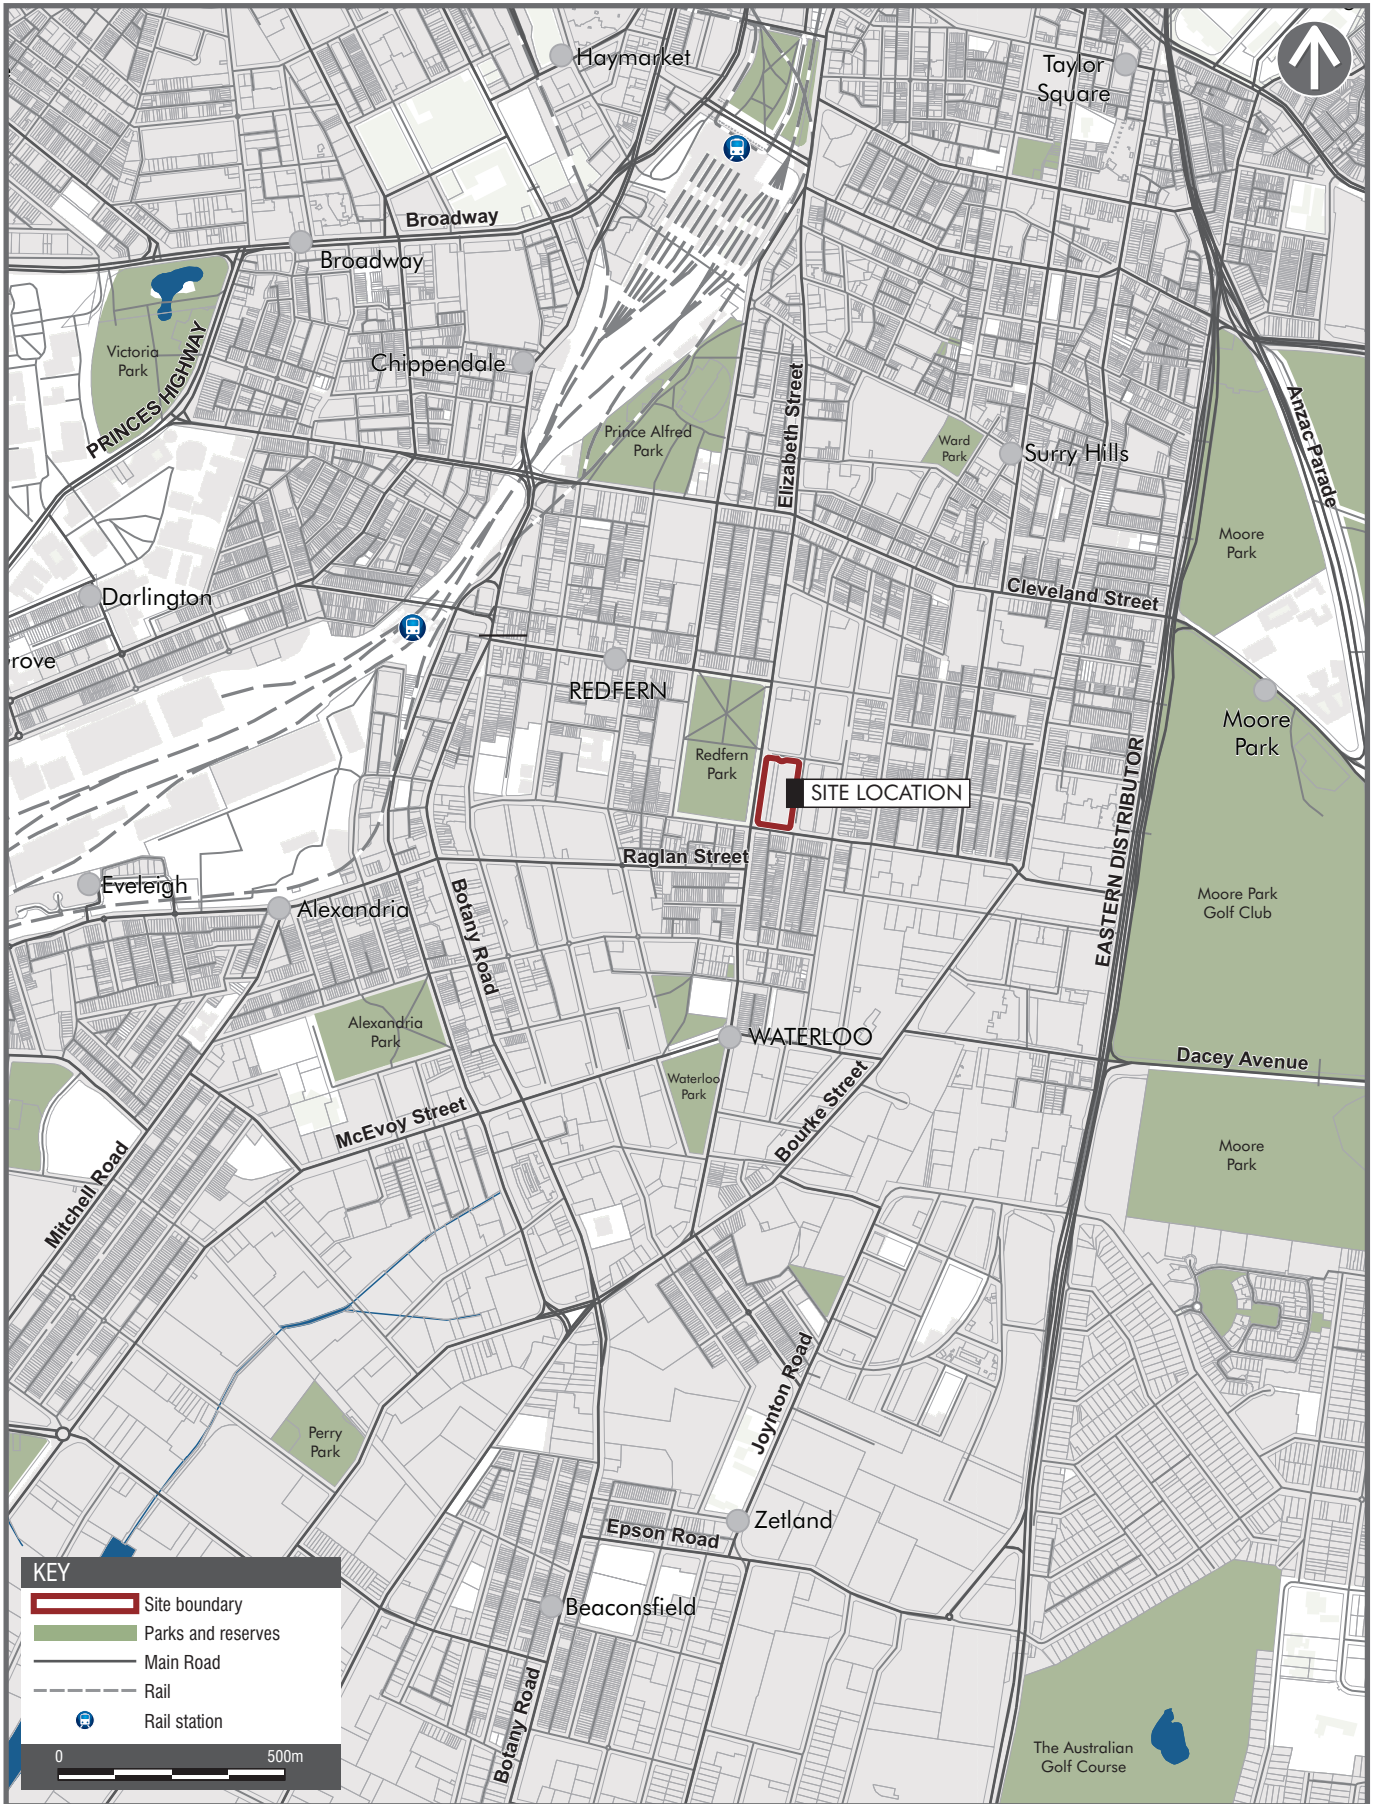 Haymarket
Taylor
Square
Broadway
Broadway
Victoria
Park
PRINCES HIGHWAY
Chippendale
Prince Alfred
Park
Elizabeth Street
Ward
Park
Surry Hills
Anzac Parade
Moore
Park
Cleveland Street
Darlington
rove
REDFERN
Redfern
Park
SITE LOCATION
Moore
Park
EASTERN DISTRIBUTOR
Raglan Street
Eveleigh
Alexandria
Botany Road
Moore Park
Golf Club
Alexandria
Park
WATERLOO
Waterloo
Park
Dacey Avenue
McEvoy Street
Bourke Street
Mitchell Road
Moore
Park
Joynton Road
Perry
Park
Zetland
Epson Road
Beaconsfield
Botany Road
The Australian
Golf Course
KEY
Site boundary
Parks and reserves
Main Road
Rail
Rail station
0 500m